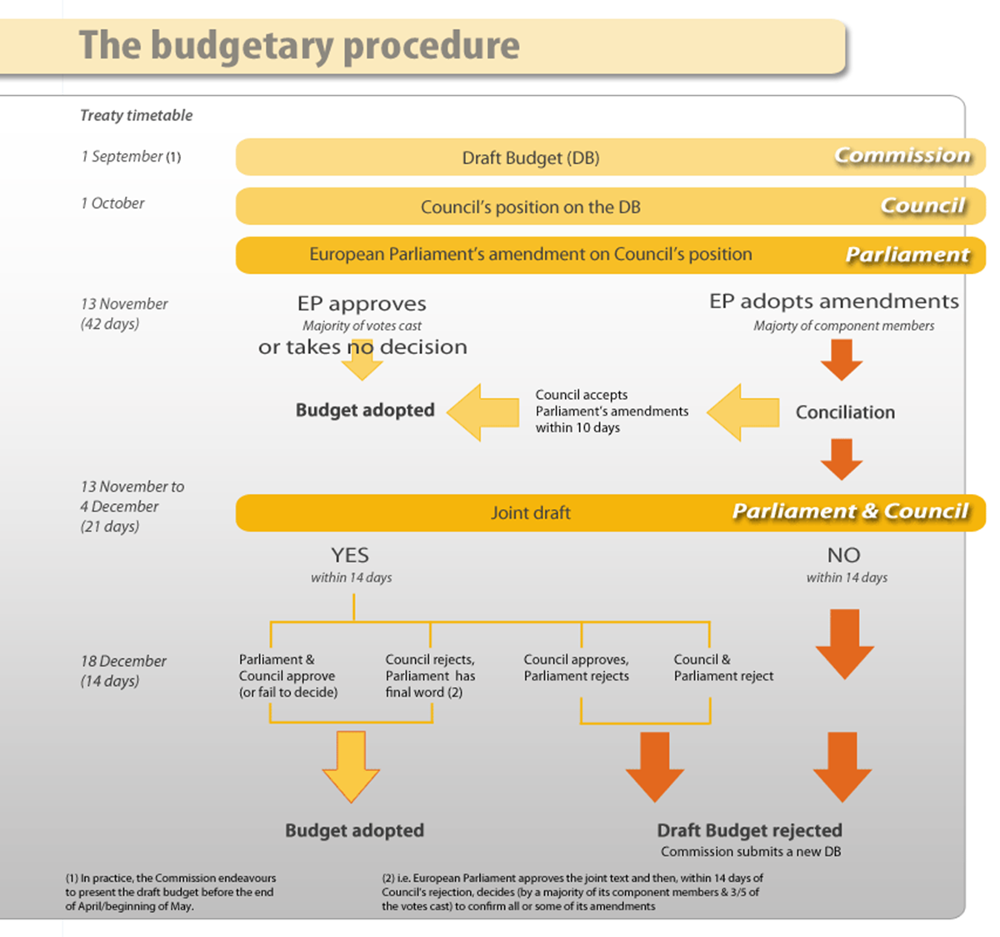 The budgetary procedure
Treaty timetable
1 September (1)
Draft Budget (DB)
Commission
1 October
Council's position on the DB
Council
European Parliament's amendment on Council's position
Parliament
13 November
(42 days)
EP approves
Majority of votes cast
or takes no decision
EP adopts amendments
Majorty of component members
Budget adopted
Council accepts
Parliament's amendments
within 10 days
Conciliation
13 November to
4 December
(21 days)
Joint draft
Parliament & Council
YES
within 14 days
NO
within 14 days
18 December
(14 days)
Parliament &
Council approve
(or fail to decide)
Council rejects,
Parliament has
final word (2)
Council approves,
Parliament rejects
Council &
Parliament reject
Budget adopted
Draft Budget rejected
Commission submits a new DB
(1) In practice, the Commission endeavours
to present the draft budget before the end
of April/beginning of May.
(2) i.e. European Parliament approves the joint text and then, within 14 days of
Council's rejection, decides (by a majority of its component members & 3/5 of
the votes cast) to confirm all or some of its amendments